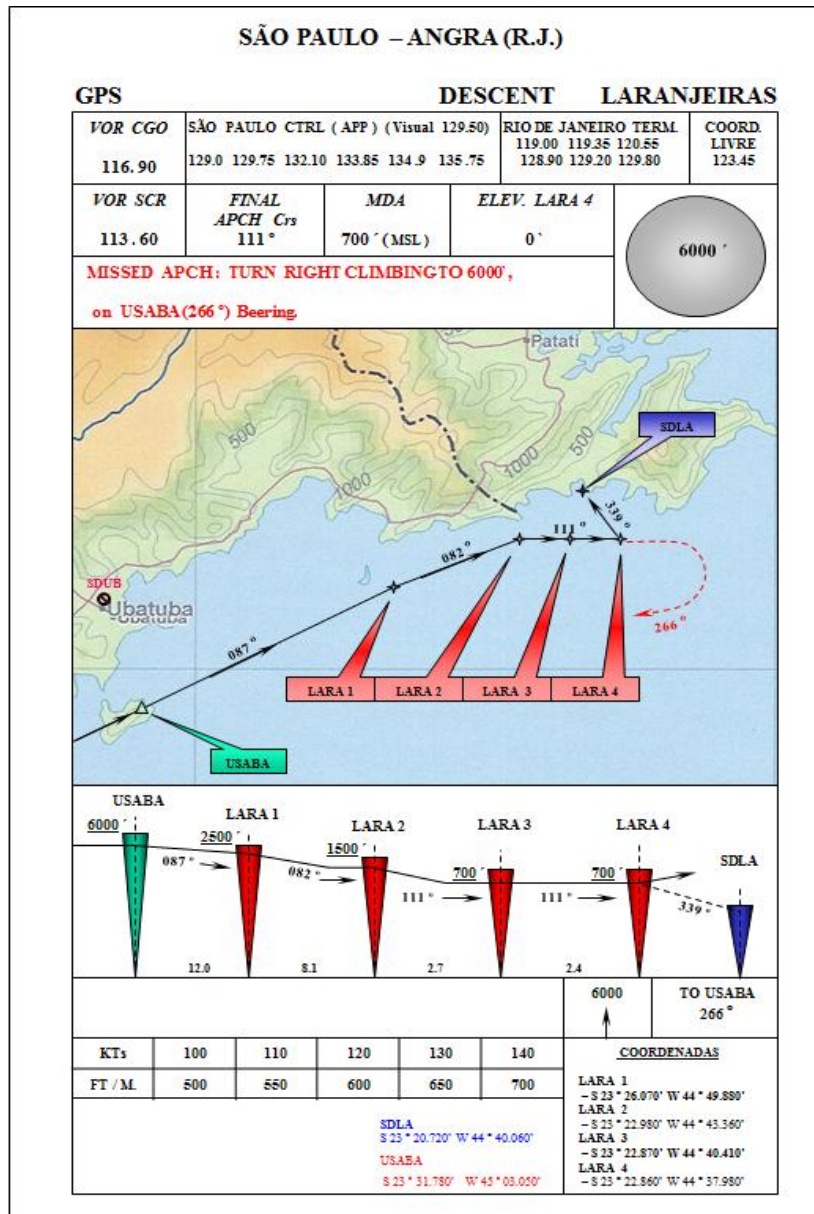 SÃO PAULO – ANGRA (R.J.)
GPS DESCENT LARANJEIRAS
VOR CGO
116.90
SÃO PAULO CTRL ( APP ) ( Visual 129.50)
129.0 129.75 132.10 133.85 134 .9 135 .75
RIO DE JANEIRO TERM.
119.00 119.35 120.55
128.90 129.20 129.80
COORD.
LIVRE
123.45
VOR SCR
113.60
FINAL
APCH Crs
111°
MDA
700 ´ ( MSL )
ELEV. LARA 4
0`
6000 ´
MISSED APCH: TURN RIGHT CLIMBINGTO 6000`,
on USABA (266 °) Beering.
Patati
500
1000
1000
500
SDLA
339°
111 °
082°
087°
266 °
SDUB
Ubatuba
Ubatuba
LARA 1
LARA 2
LARA 3
LARA 4
USABA
USABA
LARA 1
LARA 2
LARA 3
LARA 4
SDLA
6000 ´
2500 ´
1500 ´
700 ´
700 ´
087 °
082 °
111 °
111 °
339°
12.0
8.1
2.7
2.4
6000
TO USABA
266 °
KTs 100 110 120 130 140
FT / M. 500 550 600 650 700
SDLA
S 23 ° 20.720' W 44 ° 40.060'
USABA
S 23 ° 31.780' W 45 ° 03.050'
COORDENADAS
LARA 1
– S 23 ° 26.070' W 44 ° 49.880'
LARA 2
– S 23 ° 22.980' W 44 ° 43.360'
LARA 3
– S 23 ° 22.870' W 44 ° 40.410'
LARA 4
– S 23 ° 22.860' W 44 ° 37.980'